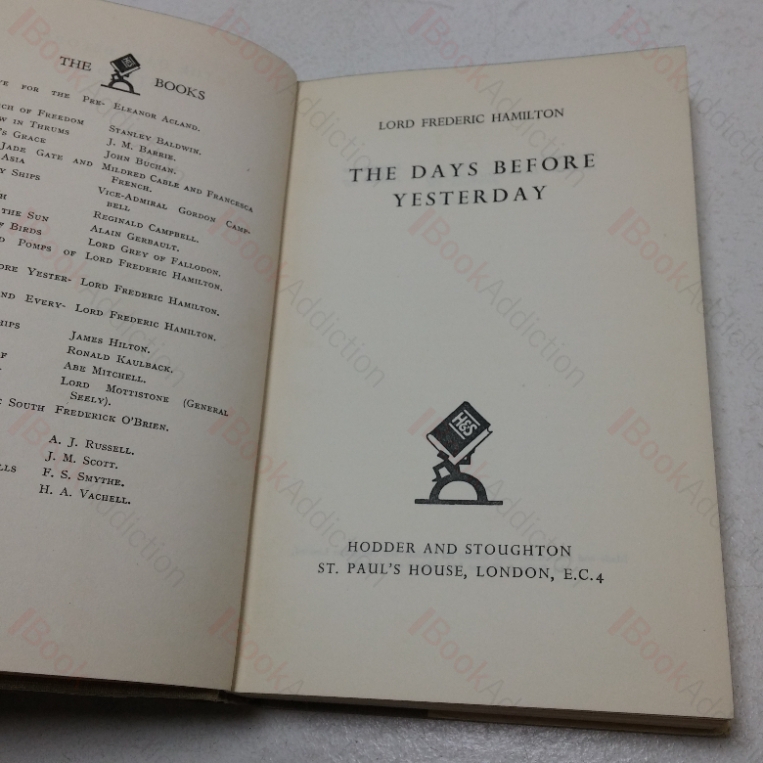 THE H&S BOOKS
VE FOR THE PRE- ELEANOR ACLAND.
CH OF FREEDOM STANLEY BALDWIN.
W IN THRUMS J. M. BARRIE.
'S GRACE JOHN BUCHAN.
JADE GATE AND MILDRED CABLE AND FRANCESCA
ASIA FRENCH.
Y SHIPS VICE-ADMIRAL GORDON CAMP-
BELL
H REGINALD CAMPBELL.
THE SUN ALAIN GERBAULT.
F BIRDS LORD GREY OF FALLODON.
D POMPS OF LORD FREDERIC HAMILTON.
ORE YESTER- LORD FREDERIC HAMILTON.
ND EVERY- LORD FREDERIC HAMILTON.
HIPS JAMES HILTON.
RONALD KAULBACK.
F ABE MITCHELL.
LORD MOTTISTONE (GENERAL
SEELY).
SOUTH FREDERICK O'BRIEN.
A. J. RUSSELL.
J. M. SCOTT.
LLS F. S. SMYTHE.
H. A. VACHELL.
LORD FREDERIC HAMILTON
THE DAYS BEFORE
YESTERDAY
H&S
HODDER AND STOUGHTON
ST. PAUL'S HOUSE, LONDON, E.C.4
BookAddiction